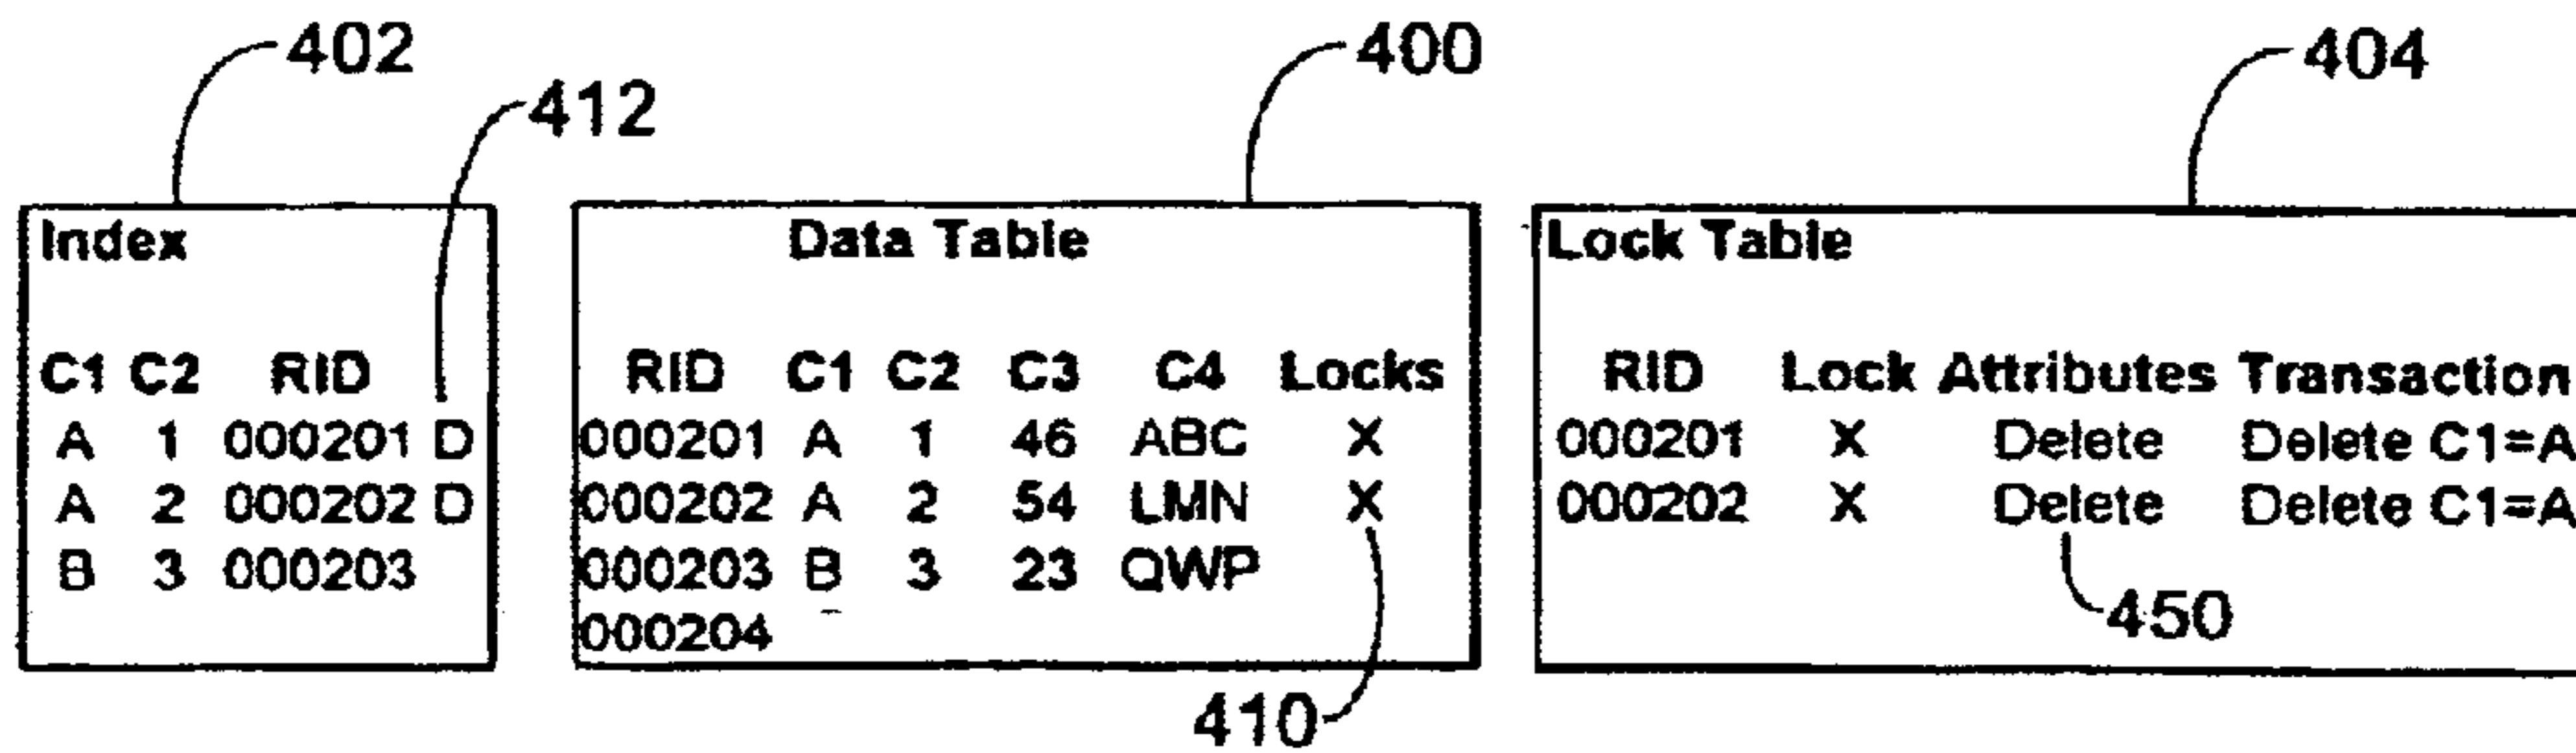 402
412
400
404
Index
C1 C2 RID
A 1 000201 D
A 2 000202 D
B 3 000203
Data Table
RID C1 C2 C3 C4 Locks
000201 A 1 46 ABC X
000202 A 2 54 LMN X
000203 B 3 23 QWP
000204
410
Lock Table
RID Lock Attributes Transaction
000201 X Delete Delete C1=A
000202 X Delete Delete C1=A
450